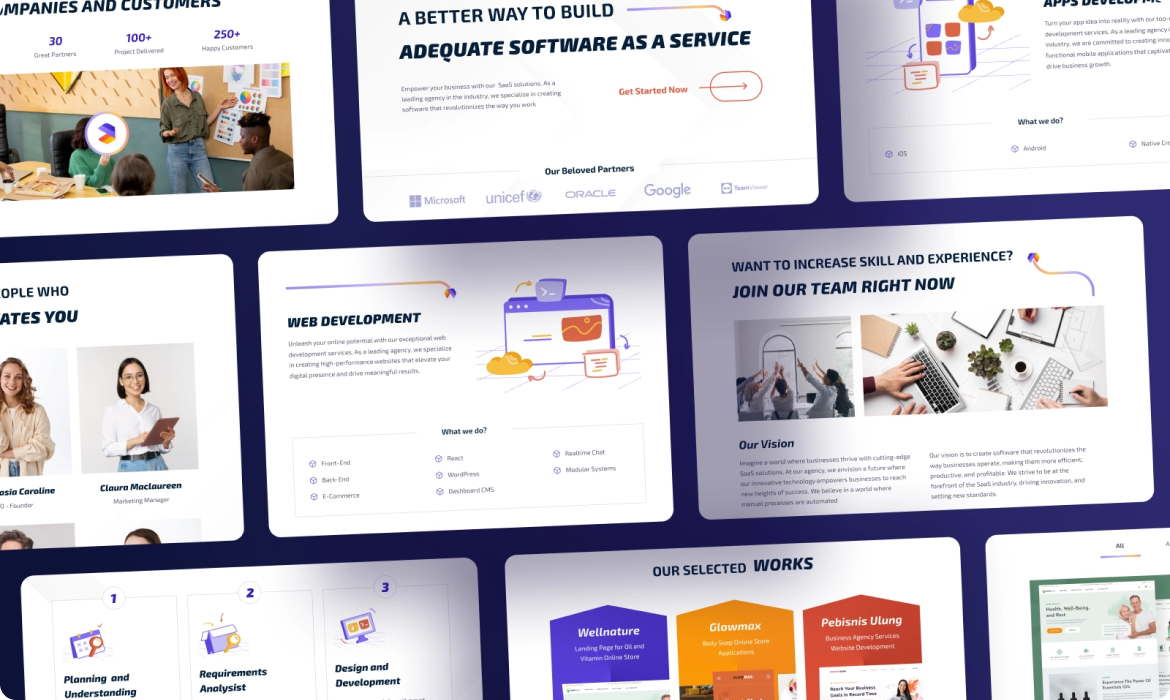 MPANIES AND CUSTOMERS
30
Great Partners
100+
Project Delivered
250+
Happy Customers
A BETTER WAY TO BUILD
ADEQUATE SOFTWARE AS A SERVICE
Empower your business with our SaaS solutions. As a
leading agency in the industry, we specialize in creating
software that revolutionizes the way you work
Get Started Now
Our Beloved Partners
Microsoft
unicef
ORACLE
Google
TeamViewer
APPS DEVELOPME
Turn your app idea into reality with our top-
development services. As a leading agency i
industry, we are committed to creating inno
functional mobile applications that captivat
drive business growth.
What we do?
iOS
Android
Native Cro
OPLE WHO
ATES YOU
asia Caroline
O - Founder
Claura Maclaureen
Marketing Manager
WEB DEVELOPMENT
Unleash your online potential with our exceptional web
development services. As a leading agency, we specialize
in creating high-performance websites that elevate your
digital presence and drive meaningful results.
What we do?
Front-End
Back-End
E-Commerce
React
WordPress
Dashboard CMS
Realtime Chat
Modular Systems
WANT TO INCREASE SKILL AND EXPERIENCE?
JOIN OUR TEAM RIGHT NOW
Our Vision
Imagine a world where businesses thrive with cutting-edge
SaaS solutions. At our agency, we envision a future where
our innovative technology empowers businesses to reach
new heights of success. We believe in a world where
manual processes are automated
Our vision is to create software that revolutionizes the
way businesses operate, making them more efficient,
productive, and profitable. We strive to be at the
forefront of the SaaS industry, driving innovation, and
setting new standards.
1
Planning and
Understanding
2
Requirements
Analyst
3
Design and
Development
OUR SELECTED WORKS
Wellnature
Landing Page for Oil and
Vitamin Online Store
Glowmax
Body Soap Online Store
Applications
Pebisnis Ulung
Business Agency Services
Website Development
Reach Your Business
Goals in Record Time
All
A
Health, Well-Being,
and Rest
Experience The Power Of
Essential Oils